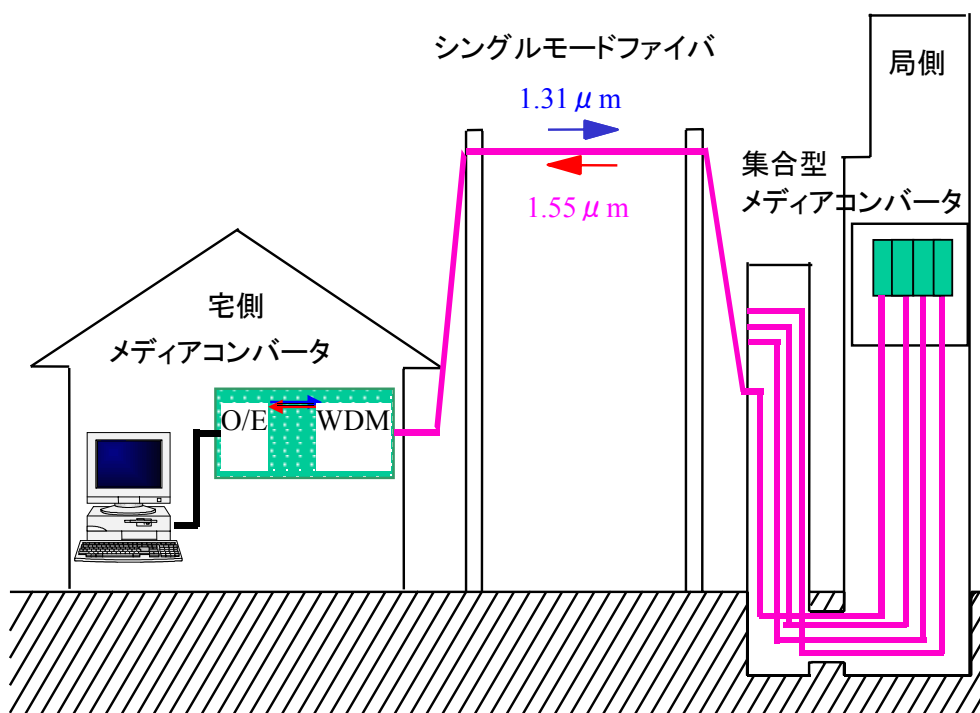 シングルモードファイバ
1.31μm
1.55μm
局側
集合型
メディアコンバータ
宅側
メディアコンバータ
O/E
WDM